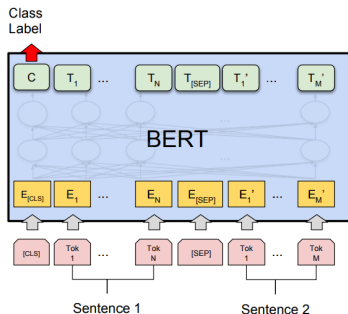 Class
Label
C T1 ... TN T[SEP] T1' ... TM'
...
BERT
...
E[CLS] E1 ... EN E[SEP] E1' ... EM'
[CLS] Tok 1 ... Tok N [SEP] Tok 1 ... Tok M
Sentence 1 Sentence 2